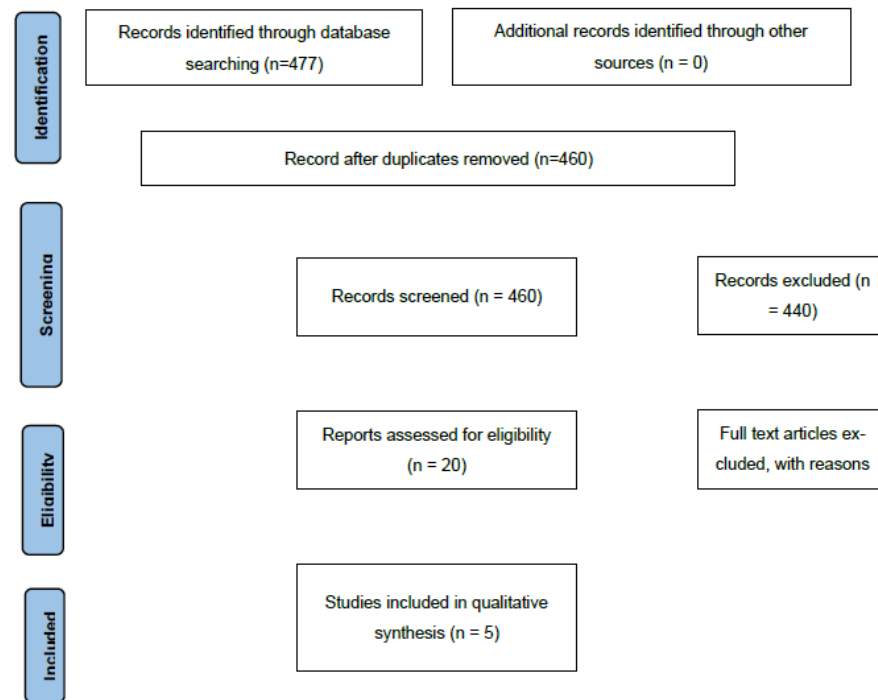 Identification
Records identified through database
searching (n=477)
Additional records identified through other
sources (n = 0)
Record after duplicates removed (n=460)
Screening
Records screened (n = 460)
Records excluded (n
= 440)
Eligibility
Reports assessed for eligibility
(n = 20)
Full text articles ex-
cluded, with reasons
Included
Studies included in qualitative
synthesis (n = 5)